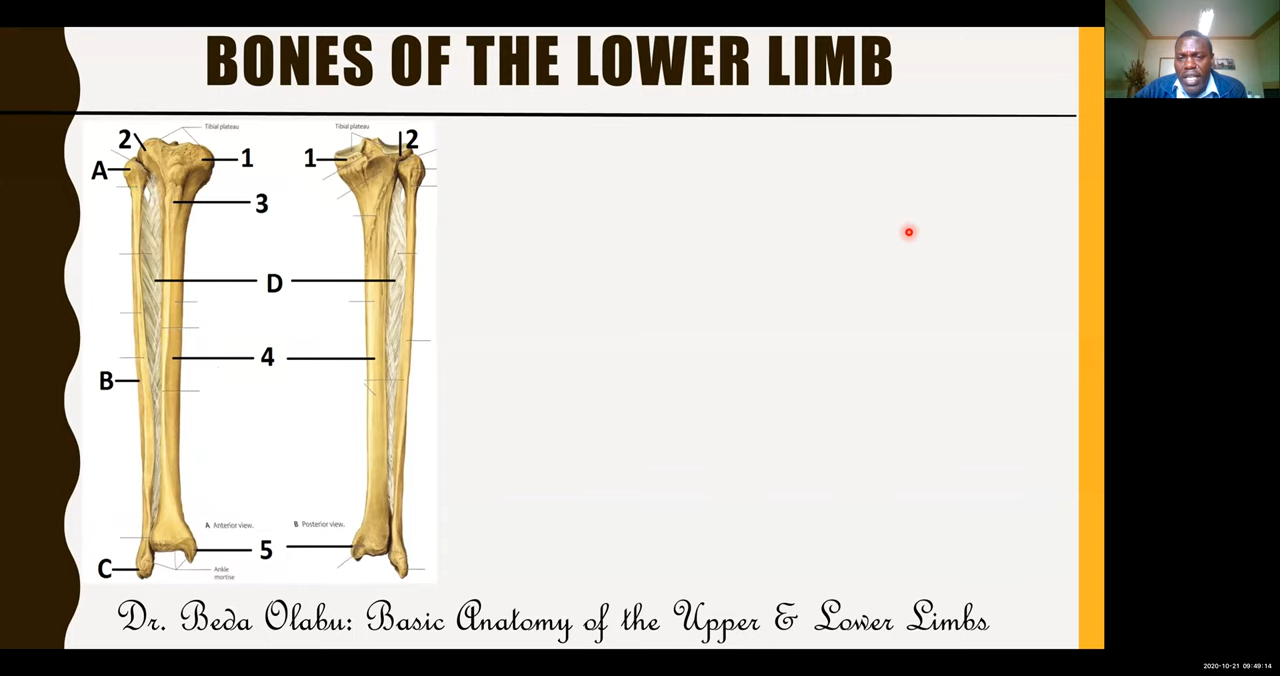 BONES OF THE LOWER LIMB
Tibial plateau
Tibial plateau
2
2
A
1
1
3
D
4
B
A Anterior view.
B Posterior view.
5
C
Ankle
mortise
Dr. Beda Olabu: Basic Anatomy of the Upper & Lower Limbs
2020-10-21 09:49:14